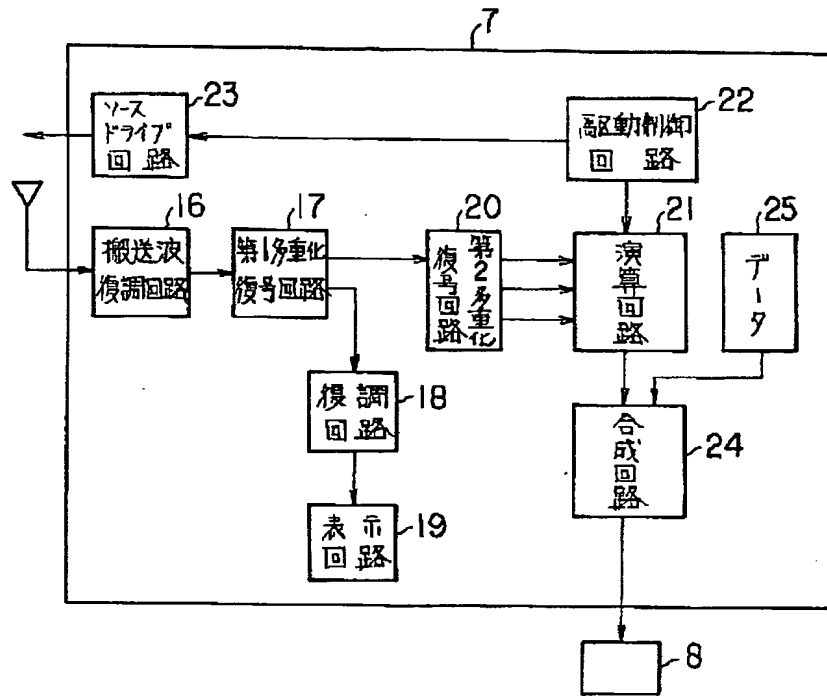 7
23
ソース
ドライブ
回路
22
駆動制御
回路
16
搬送波
復調回路
17
第1多重化
復号回路
20
第2多重化
復号回路
21
演算回路
25
データ
復調
回路
18
合成回路
24
表示
回路
19
8